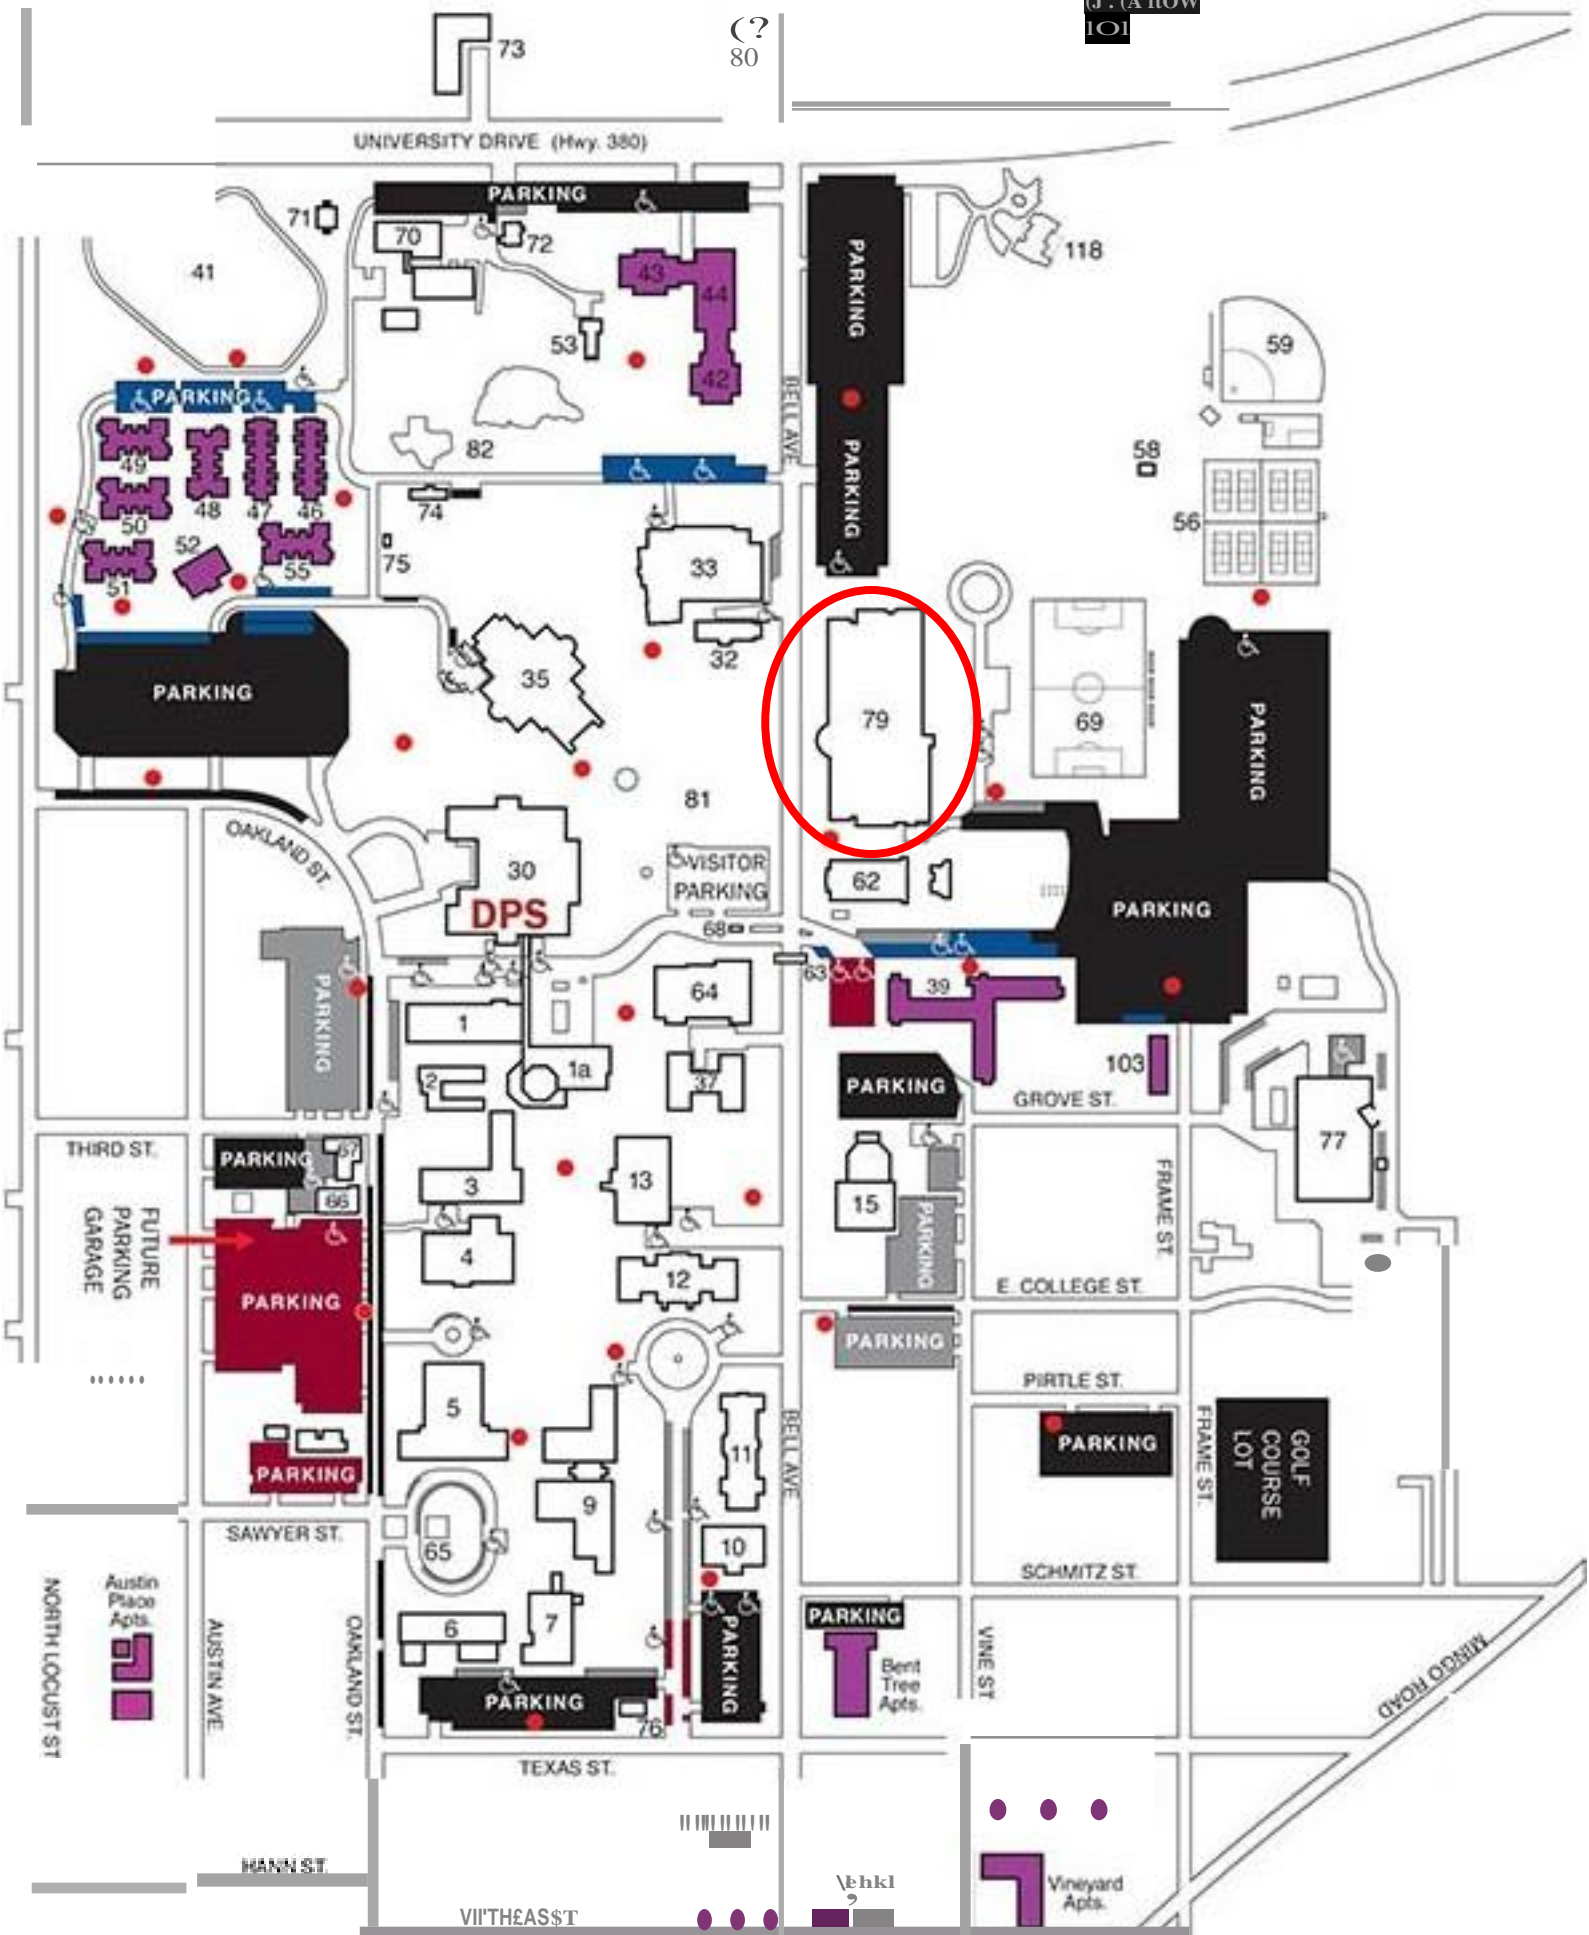 73
80
101
UNIVERSITY DRIVE (Hwy. 380)
PARKING
71
70
72
41
43
44
118
PARKING
53
59
42
PARKING
BELL AVE
82
PARKING
58
49
48
47
46
74
50
56
52
55
75
33
51
32
35
PARKING
79
69
PARKING
81
OAKLAND ST.
30
VISITOR
PARKING
62
DPS
PARKING
68
63
39
64
PARKING
1
1a
2
37
103
PARKING
GROVE ST.
THIRD ST.
PARKING
67
77
3
13
66
15
FRAME ST.
FUTURE
PARKING
GARAGE
PARKING
4
12
E. COLLEGE ST.
PARKING
PARKING
PIRTLE ST.
5
11
BELL AVE
PARKING
FRAME ST.
GOLF
COURSE
LOT
PARKING
9
SAWYER ST.
65
10
SCHMITZ ST.
NORTH LOCUST ST
Austin
Place
Apts.
AUSTIN AVE.
OAKLAND ST.
6
7
PARKING
PARKING
VINE ST
MINGO ROAD
Bent
Tree
Apts.
PARKING
76
TEXAS ST.
HANN ST.
Vineyard
Apts.
VII'TH£AS$T